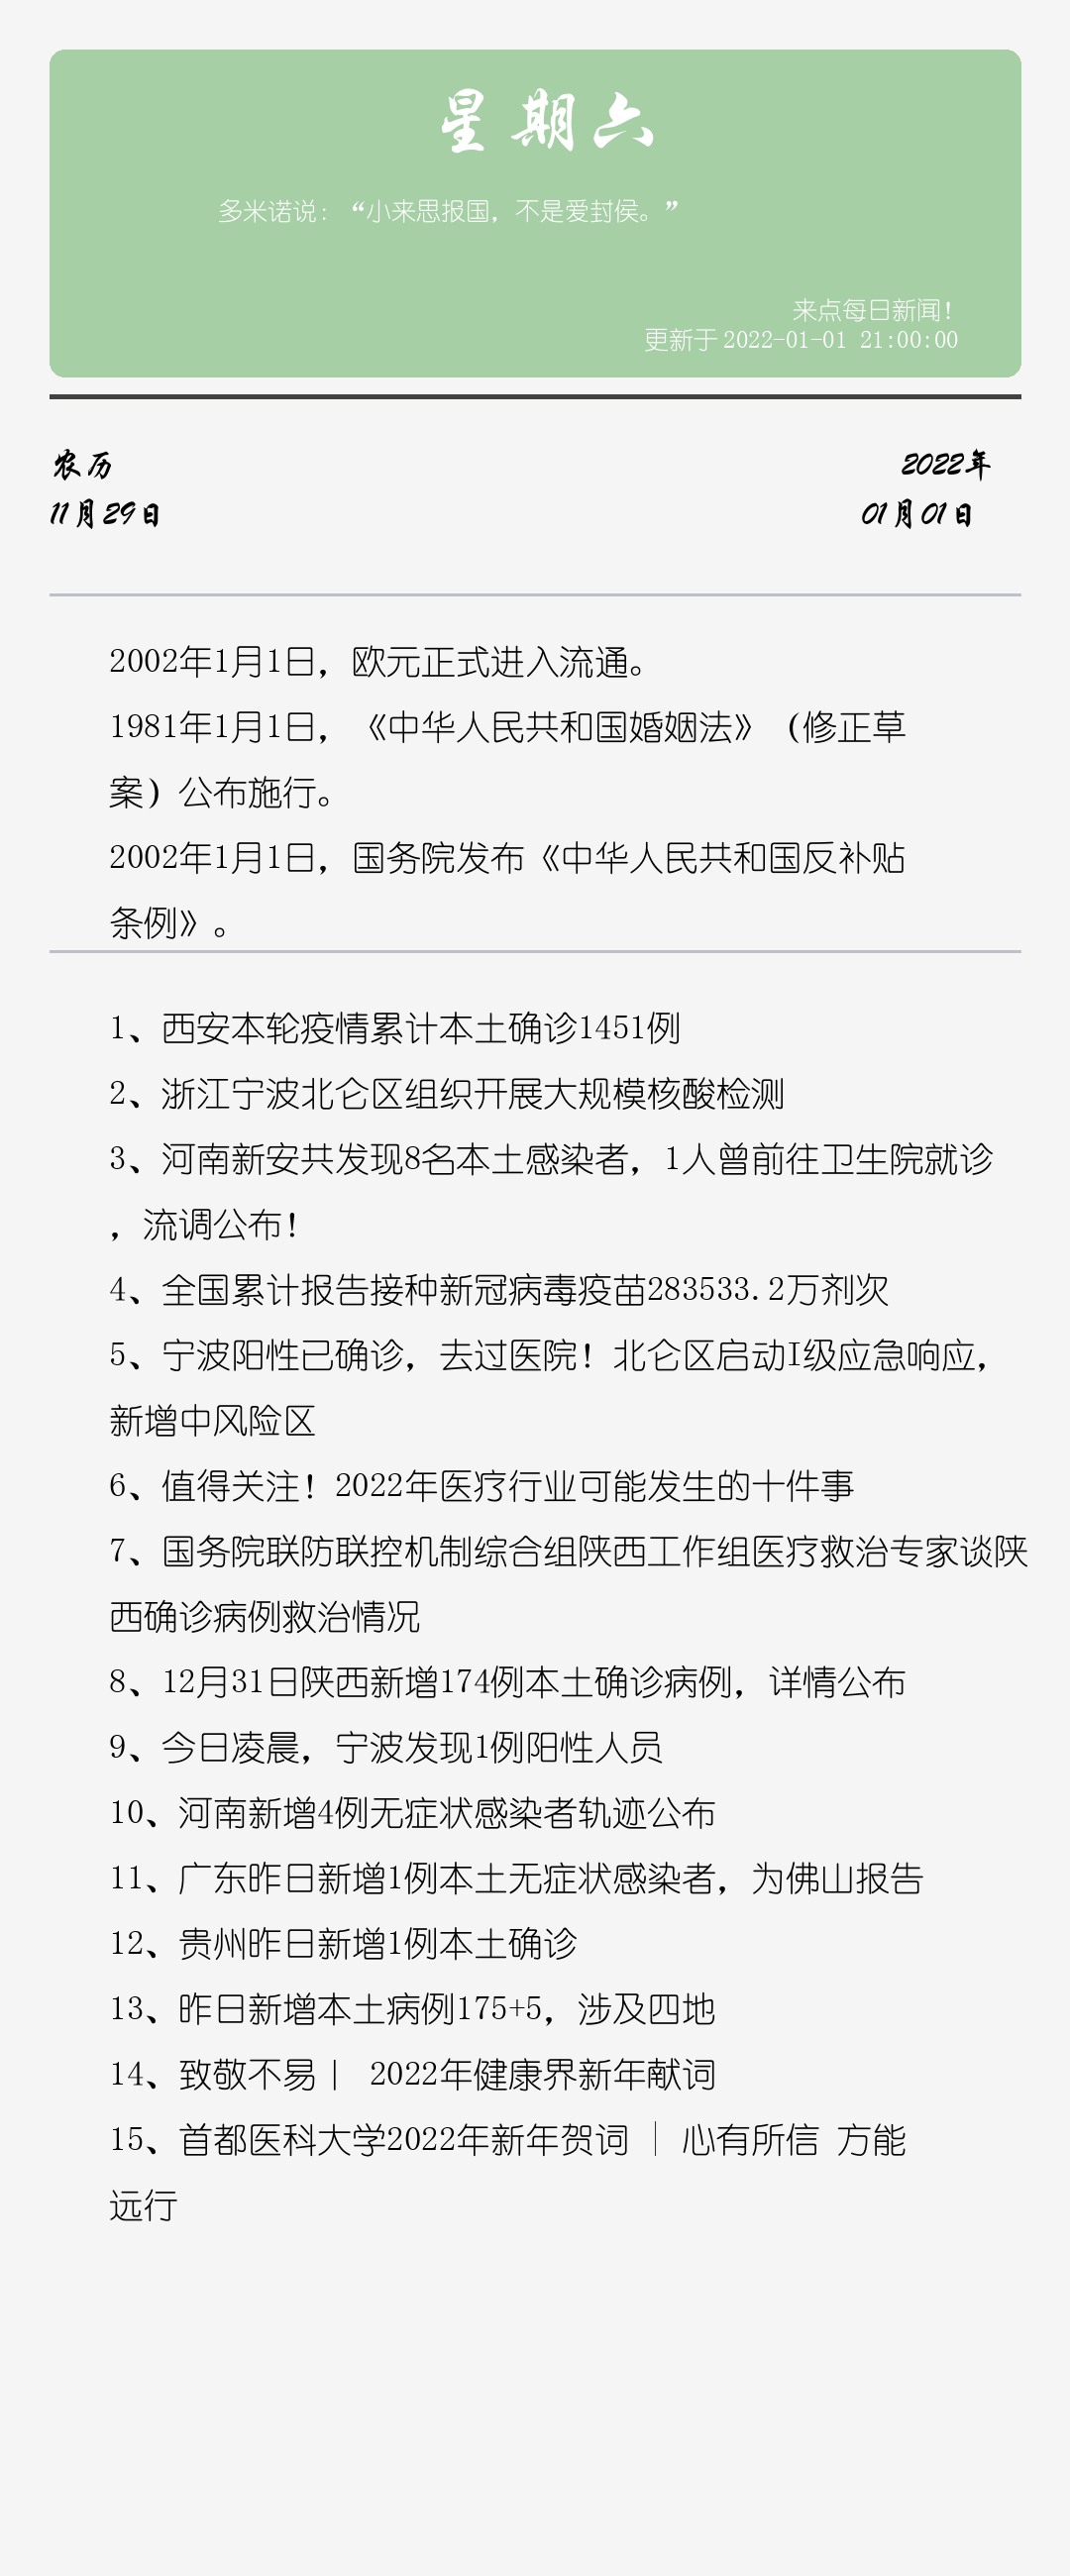 星期六
多米诺说：“小来思报国，不是爱封侯。”
来点每日新闻！
更新于 2022-01-01 21:00:00
农历
2022年
11月29日
01月01日
2002年1月1日，欧元正式进入流通。
1981年1月1日，《中华人民共和国婚姻法》（修正草
案）公布施行。
2002年1月1日，国务院发布《中华人民共和国反补贴
条例》。
1、西安本轮疫情累计本土确诊1451例
2、浙江宁波北仑区组织开展大规模核酸检测
3、河南新安共发现8名本土感染者，1人曾前往卫生院就诊
，流调公布！
4、全国累计报告接种新冠病毒疫苗283533.2万剂次
5、宁波阳性已确诊，去过医院！北仑区启动I级应急响应，
新增中风险区
6、值得关注！2022年医疗行业可能发生的十件事
7、国务院联防联控机制综合组陕西工作组医疗救治专家谈陕
西确诊病例救治情况
8、12月31日陕西新增174例本土确诊病例，详情公布
9、今日凌晨，宁波发现1例阳性人员
10、河南新增4例无症状感染者轨迹公布
11、广东昨日新增1例本土无症状感染者，为佛山报告
12、贵州昨日新增1例本土确诊
13、昨日新增本土病例175+5，涉及四地
14、致敬不易｜ 2022年健康界新年献词
15、首都医科大学2022年新年贺词 │ 心有所信 方能
远行